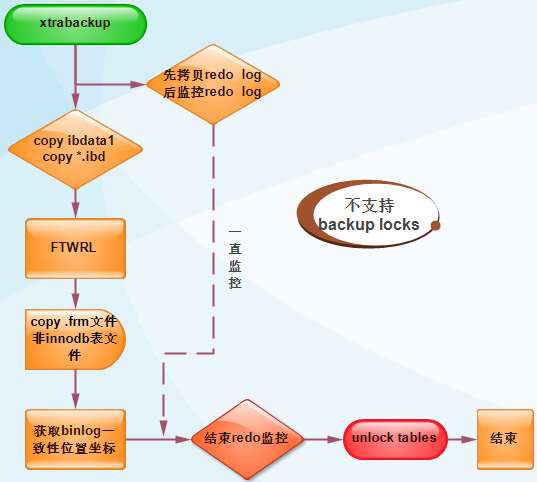 xtrabackup
先拷贝redo log
后监控redo log
copy ibdata1
copy *.ibd
不支持
backup locks
一
直
监
控
FTWRL
copy .frm文件
非innodb表文
件
获取binlog一
致性位置坐标
结束redo监控
unlock tables
结束